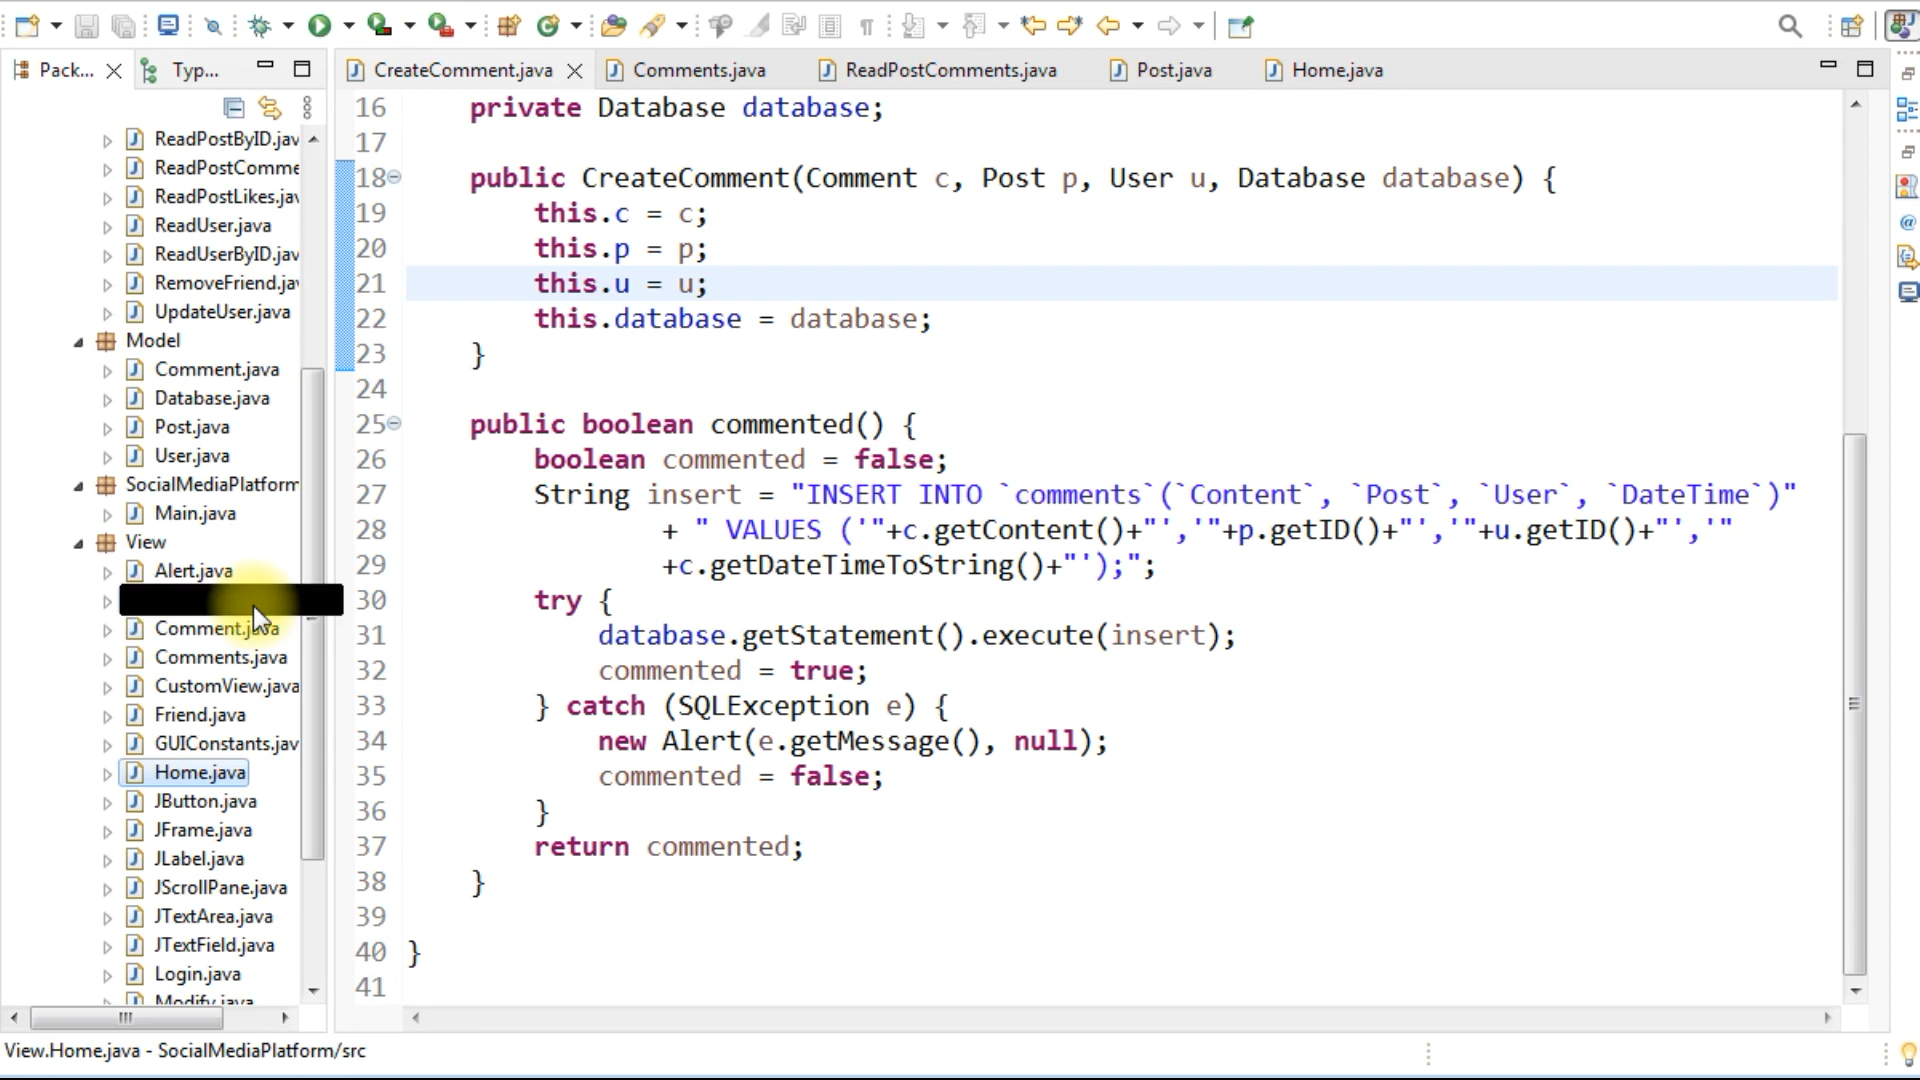 Pack...
Typ...
CreateComment.java
Comments.java
ReadPostComments.java
Post.java
Home.java
ReadPostByID.jav
ReadPostComme
ReadPostLikes.jav
ReadUser.java
ReadUserByID.jav
RemoveFriend.jav
UpdateUser.java
Model
Comment.java
Database.java
Post.java
User.java
SocialMediaPlatform
Main.java
View
Alert.java
Comment.java
Comments.java
CustomView.java
Friend.java
GUIConstants.jav
Home.java
JButton.java
JFrame.java
JLabel.java
JScrollPane.java
JTextArea.java
JTextField.java
Login.java
Modify.java
16 private Database database;
17
18 public CreateComment(Comment c, Post p, User u, Database database) {
19 this.c = c;
20 this.p = p;
21 this.u = u;
22 this.database = database;
23 }
24
25 public boolean commented() {
26 boolean commented = false;
27 String insert = "INSERT INTO `comments`(`Content`, `Post`, `User`, `DateTime`)"
28 + " VALUES ('"+c.getContent()+"','"+p.getID()+"','"+u.getID()+"','"
29 +c.getDateTimeToString()+"');";
30 try {
31 database.getStatement().execute(insert);
32 commented = true;
33 } catch (SQLException e) {
34 new Alert(e.getMessage(), null);
35 commented = false;
36 }
37 return commented;
38 }
39
40 }
41
View.Home.java - SocialMediaPlatform/src